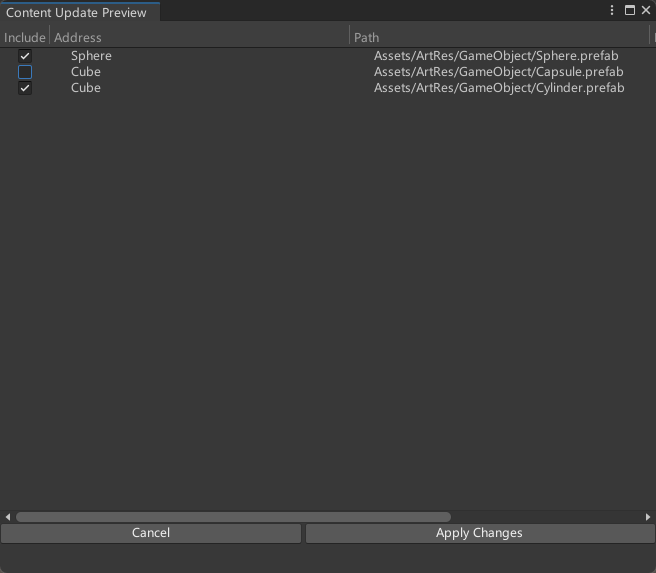 Content Update Preview
Include Address Path
Sphere Assets/ArtRes/GameObject/Sphere.prefab
Cube Assets/ArtRes/GameObject/Capsule.prefab
Cube Assets/ArtRes/GameObject/Cylinder.prefab
Cancel Apply Changes